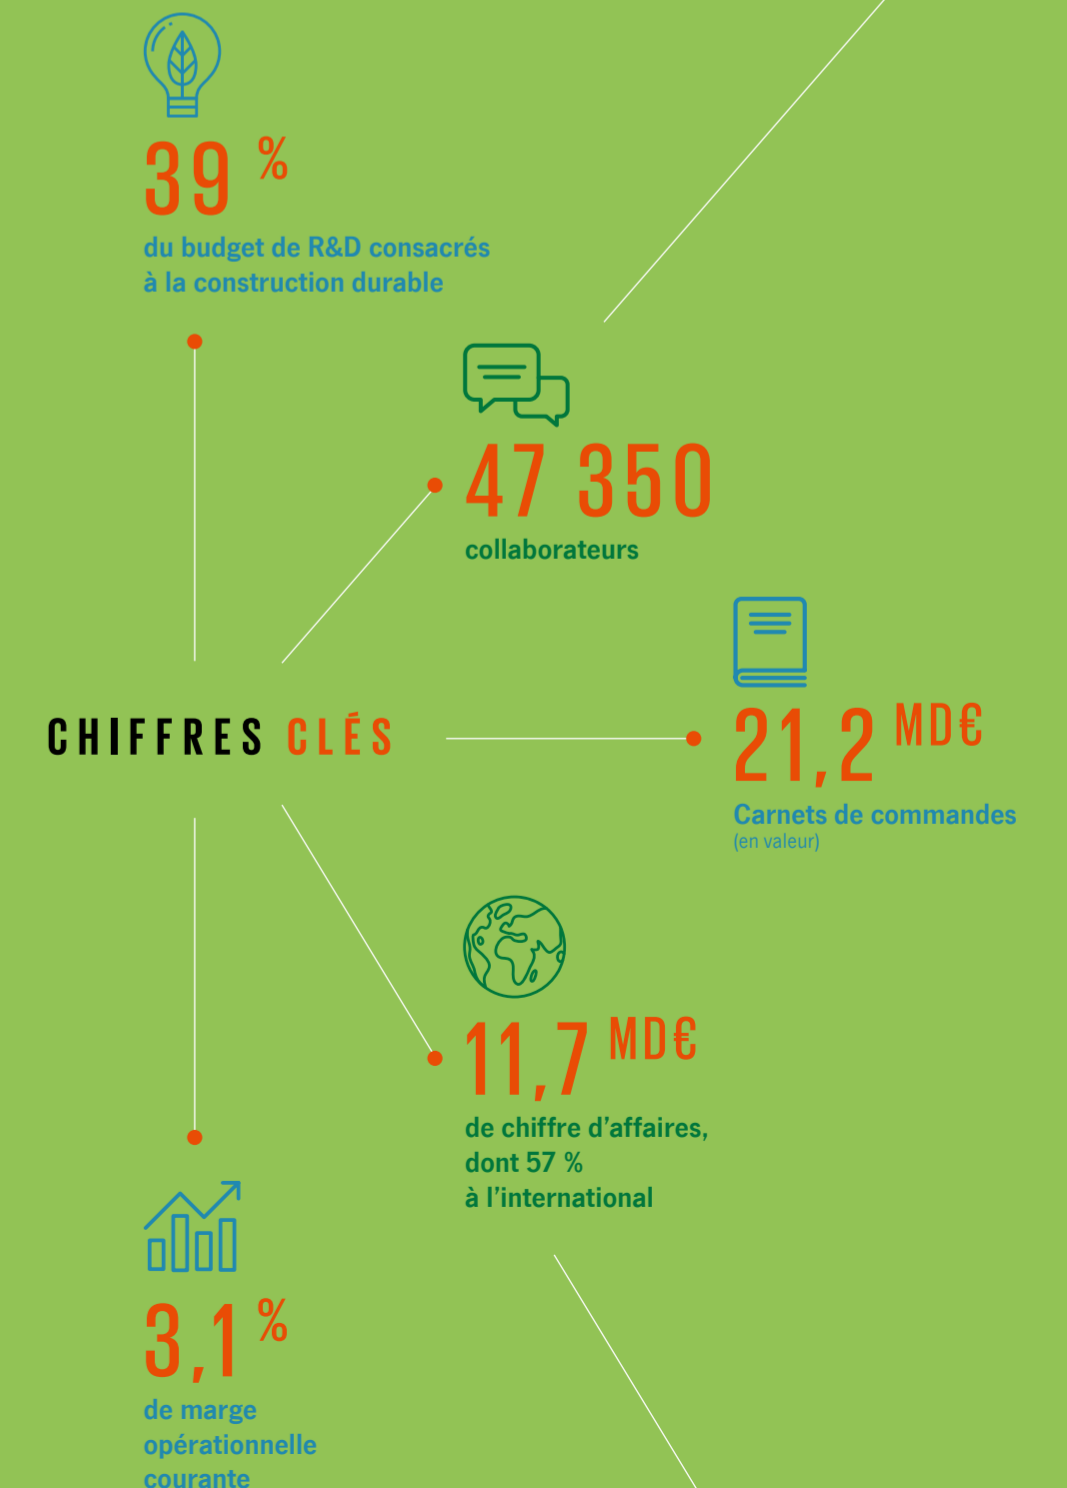 39 %
du budget de R&D consacrés
à la construction durable
47 350
collaborateurs
CHIFFRES CLÉS
21,2 MD€
Carnets de commandes
(en valeur)
11,7 MD€
de chiffre d’affaires,
dont 57 %
à l’international
3,1 %
de marge
opérationnelle
courante